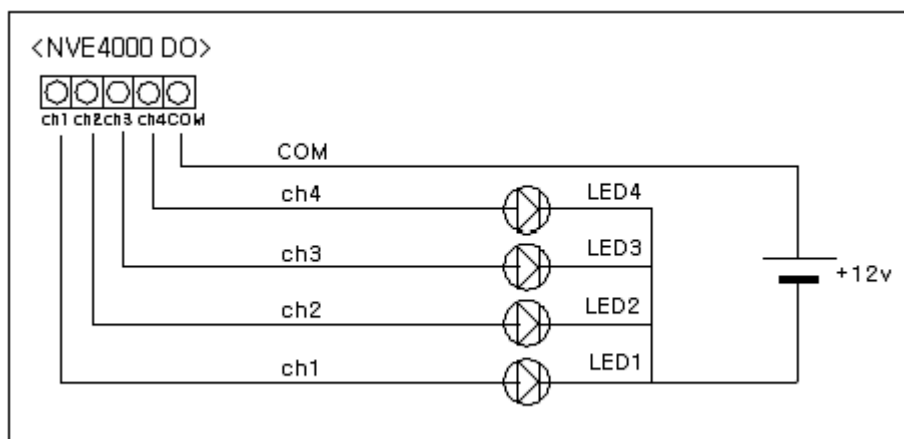 <NVE4000 DO>
ch1 ch2 ch3 ch4 COM
COM
ch4 LED4
ch3 LED3
+12v
ch2 LED2
ch1 LED1